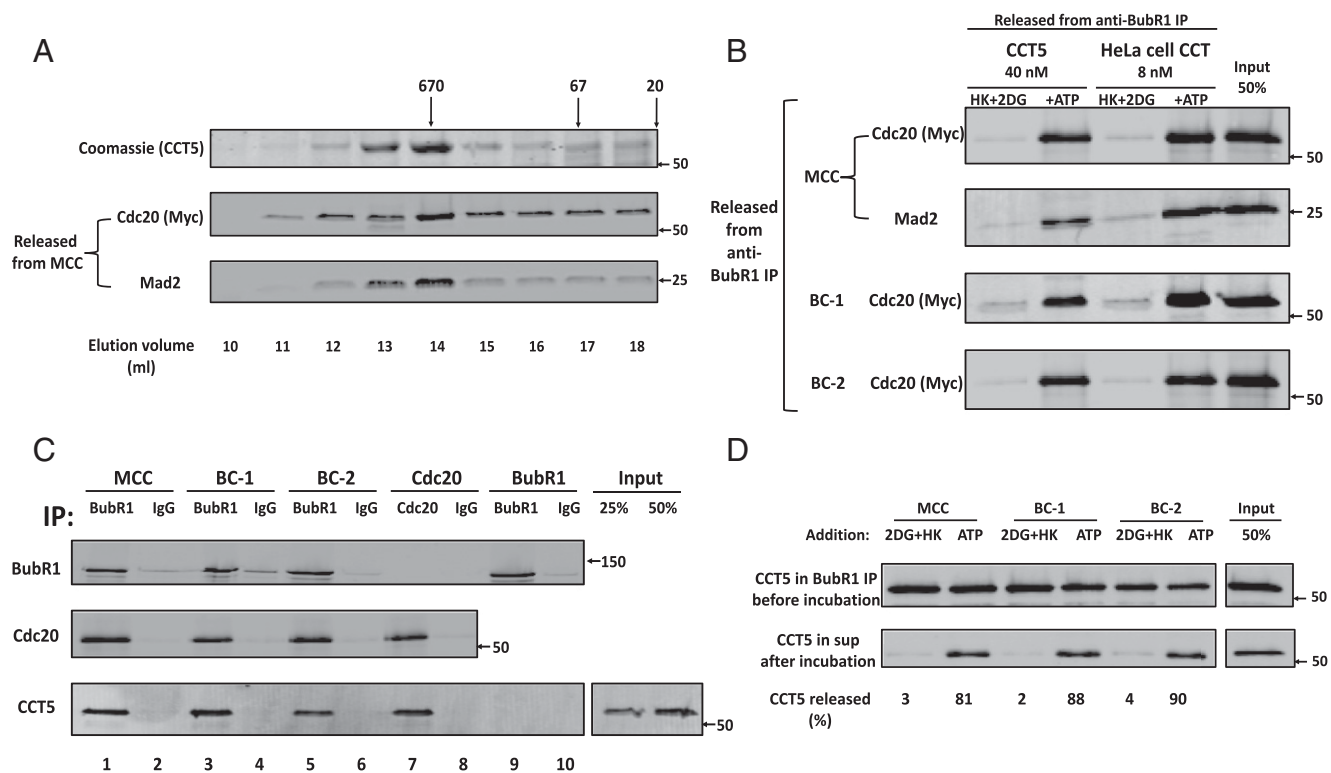 A
670 67 20
Coomassie (CCT5)
50
Cdc20 (Myc)
50
Released
from MCC
Mad2
25
Elution volume
(ml)
10 11 12 13 14 15 16 17 18
B
Released from anti-BubR1 IP
CCT5
40 nM
HeLa cell CCT
8 nM
Input
50%
HK+2DG +ATP HK+2DG +ATP
Released
from
anti-
BubR1 IP
MCC
Cdc20 (Myc)
50
Mad2
25
BC-1 Cdc20 (Myc)
50
BC-2 Cdc20 (Myc)
50
C
MCC BC-1 BC-2 Cdc20 BubR1 Input
IP:
BubR1 IgG BubR1 IgG BubR1 IgG Cdc20 IgG BubR1 IgG 25% 50%
BubR1
150
Cdc20
50
CCT5
50
1 2 3 4 5 6 7 8 9 10
D
MCC BC-1 BC-2 Input
Addition: 2DG+HK ATP 2DG+HK ATP 2DG+HK ATP 50%
CCT5 in BubR1 IP
before incubation
50
CCT5 in sup
after incubation
50
CCT5 released
(%)
3 81 2 88 4 90